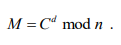 M = C^d mod n .